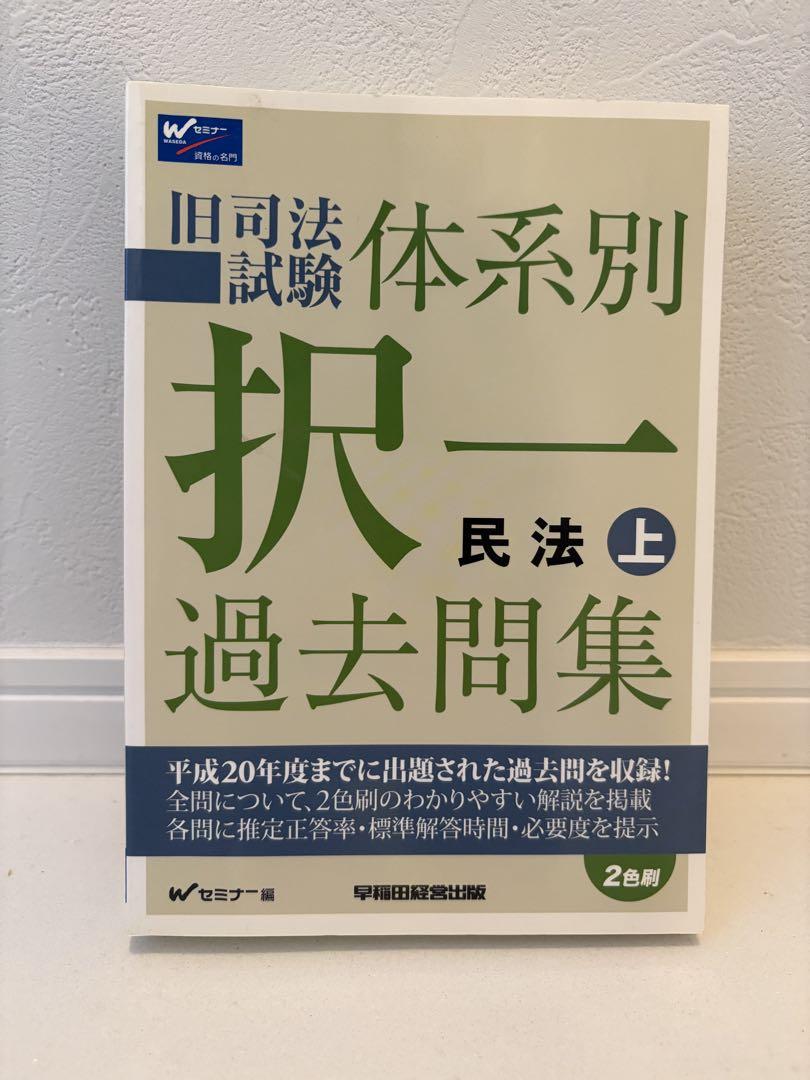 W セミナー
WASEDA
資格の名門
旧司法
試験
体系別
択一
民法 上
過去問集
平成20年度までに出題された過去問を収録!
全問について、2色刷のわかりやすい解説を掲載
各問に推定正答率・標準解答時間・必要度を提示
2色刷
Wセミナー編
早稲田経営出版